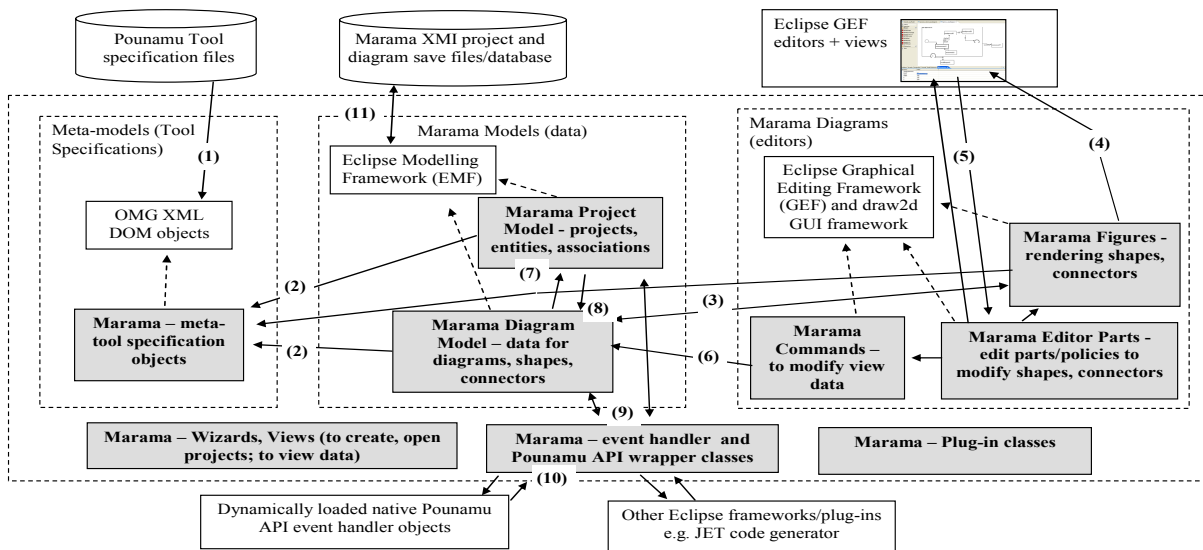 Pounamu Tool
specification files
Marama XMI project and
diagram save files/database
Eclipse GEF
editors + views
(11)
Meta-models (Tool
Specifications)
(1)
Marama Models (data)
Marama Diagrams
(editors)
(5)
(4)
Eclipse Modelling
Framework (EMF)
Eclipse Graphical
Editing Framework
(GEF) and draw2d
GUI framework
OMG XML
DOM objects
Marama Project
Model - projects,
entities, associations
Marama Figures -
rendering shapes,
connectors
(7)
(2)
(3)
(8)
Marama – meta-
tool specification
objects
(2)
Marama Diagram
Model – data for
diagrams, shapes,
connectors
(6)
Marama
Commands –
to modify view
data
Marama Editor Parts -
edit parts/policies to
modify shapes, connectors
(9)
Marama – Wizards, Views (to create, open
projects; to view data)
Marama – event handler and
Pounamu API wrapper classes
Marama – Plug-in classes
(10)
Dynamically loaded native Pounamu
API event handler objects
Other Eclipse frameworks/plug-ins
e.g. JET code generator